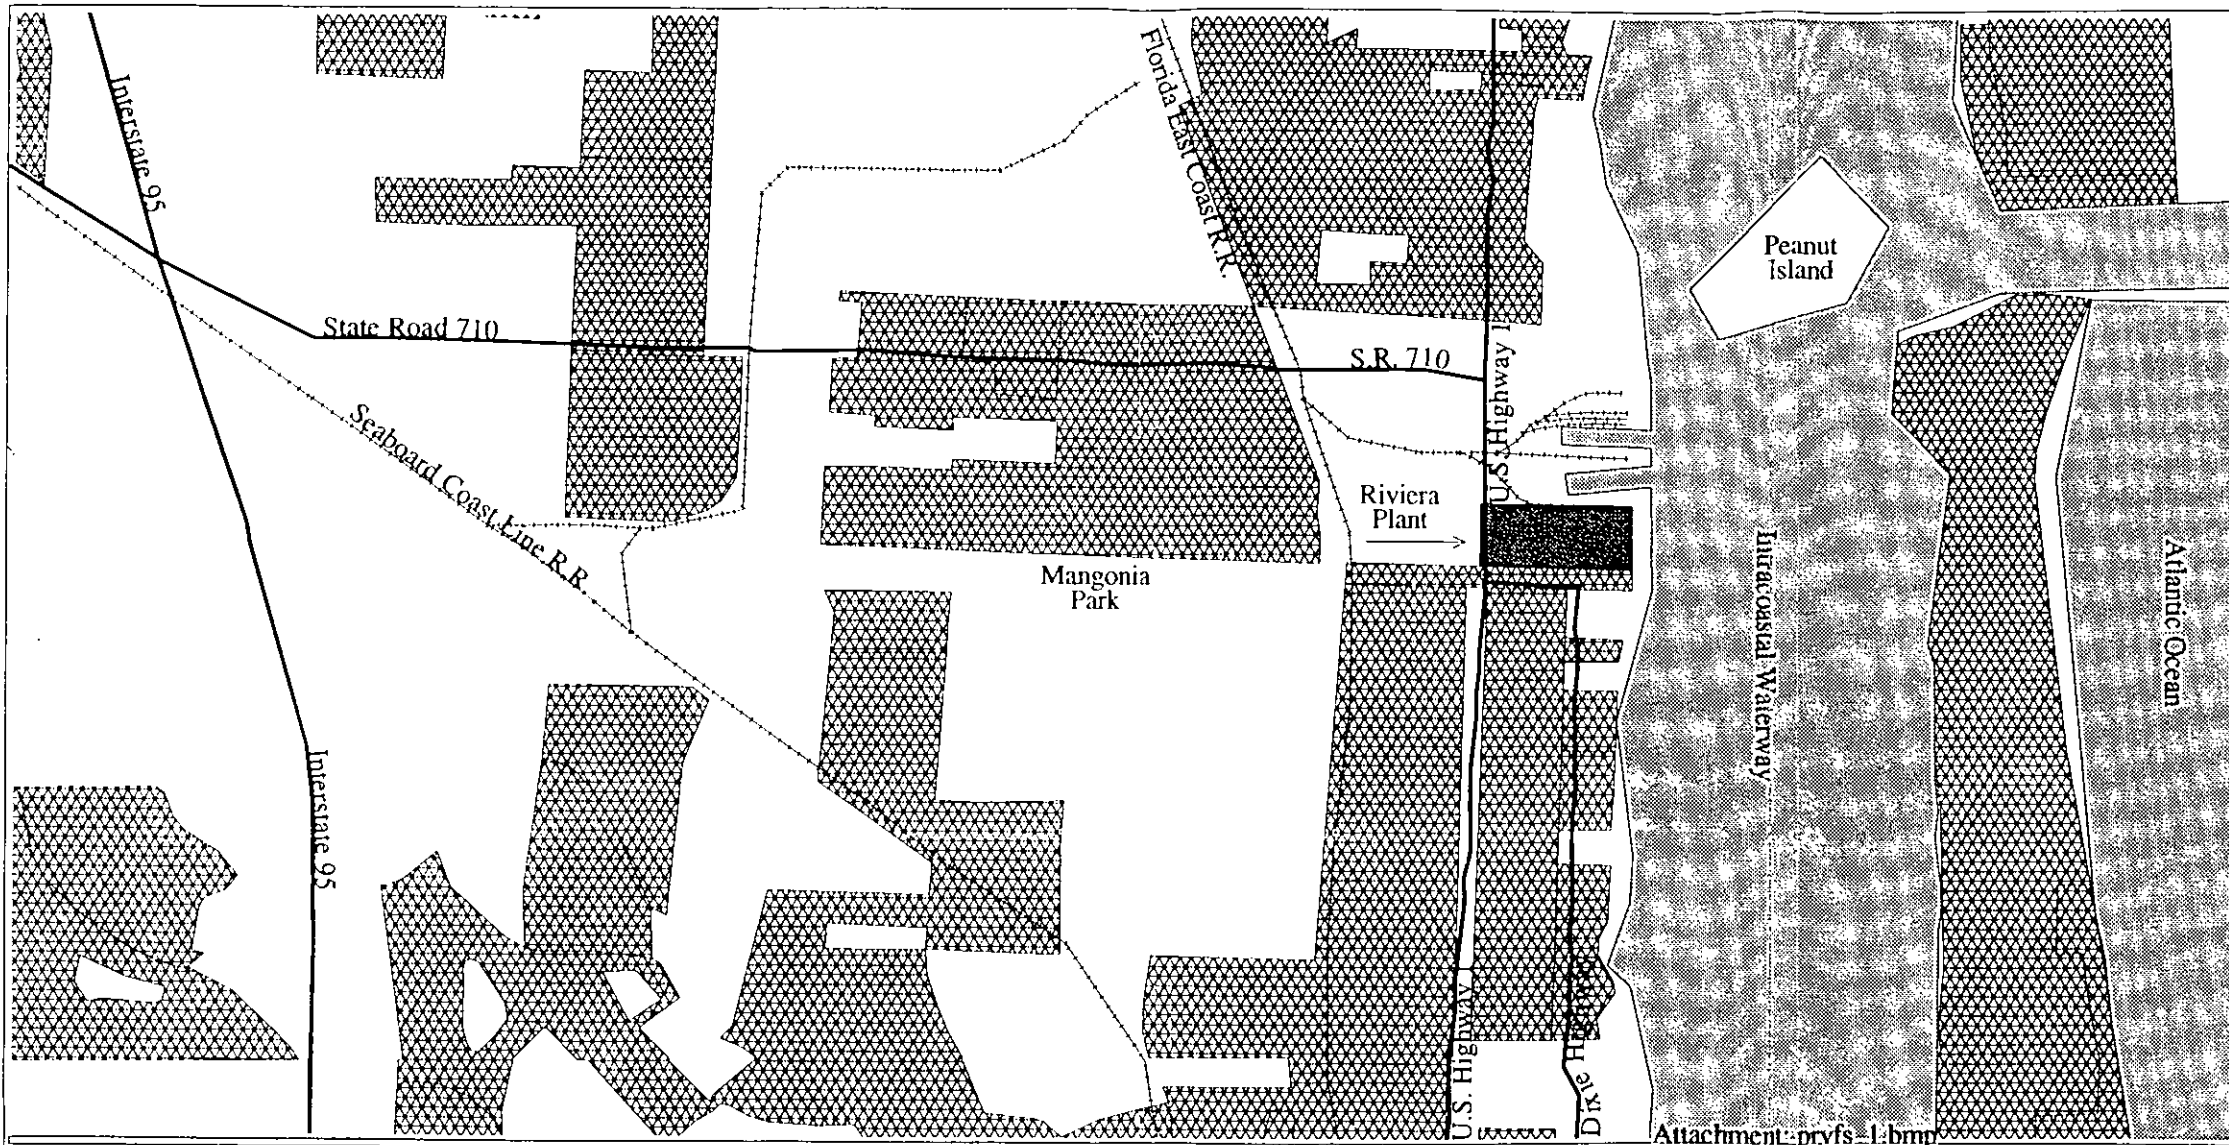 Interstate 95
Florida East Coast R.R.
Peanut
Island
State Road 710
S.R. 710
U.S. Highway 1
Seaboard Coast Line R.R.
Riviera
Plant
Mangonia
Park
Intracoastal Waterway
Atlantic Ocean
Interstate 95
U.S. Highway 1
Dixie Highway
Attachment: prvfs_1.bmp